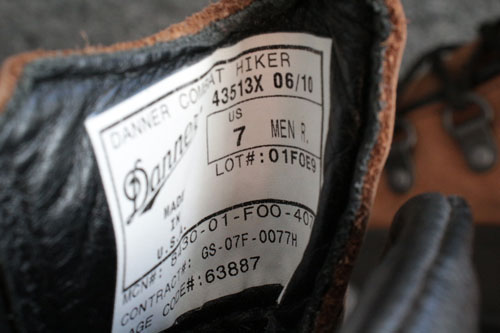 DANNER COMBAT HIKER
43513X 06/10
Danner
US
7 MEN R.
LOT#: 01F0E9
MADE
IN
U.S.A.
MCN#: 8430-01-F00-407
CONTRACT#: GS-07F-0077H
CAGE CODE#: 63887